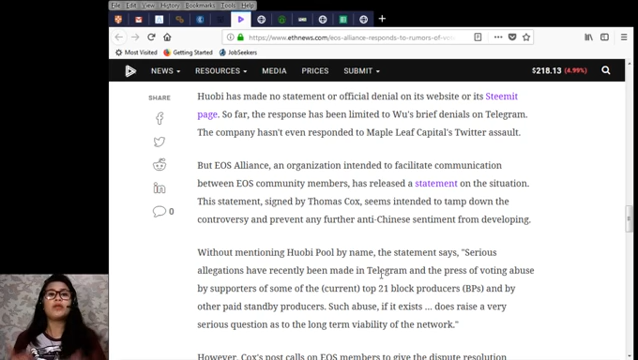 File Edit View History Bookmarks Tools Help
https://www.ethnews.com/eos-alliance-responds-to-rumors-of-vo
Most Visited Getting Started JobSeekers
NEWS RESOURCES MEDIA PRICES SUBMIT $218.13 (4.99%)
SHARE
0
Huobi has made no statement or official denial on its website or its Steemit
page. So far, the response has been limited to Wu's brief denials on Telegram.
The company hasn't even responded to Maple Leaf Capital's Twitter assault.
But EOS Alliance, an organization intended to facilitate communication
between EOS community members, has released a statement on the situation.
This statement, signed by Thomas Cox, seems intended to tamp down the
controversy and prevent any further anti-Chinese sentiment from developing.
Without mentioning Huobi Pool by name, the statement says, "Serious
allegations have recently been made in Telegram and the press of voting abuse
by supporters of some of the (current) top 21 block producers (BPs) and by
other paid standby producers. Such abuse, if it exists … does raise a very
serious question as to the long term viability of the network."
However, Cox's post calls on EOS members to give the dispute resolution